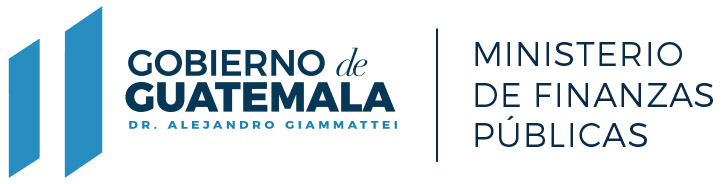 GOBIERNO de
GUATEMALA
DR. ALEJANDRO GIAMMATTEI
MINISTERIO
DE FINANZAS
PÚBLICAS